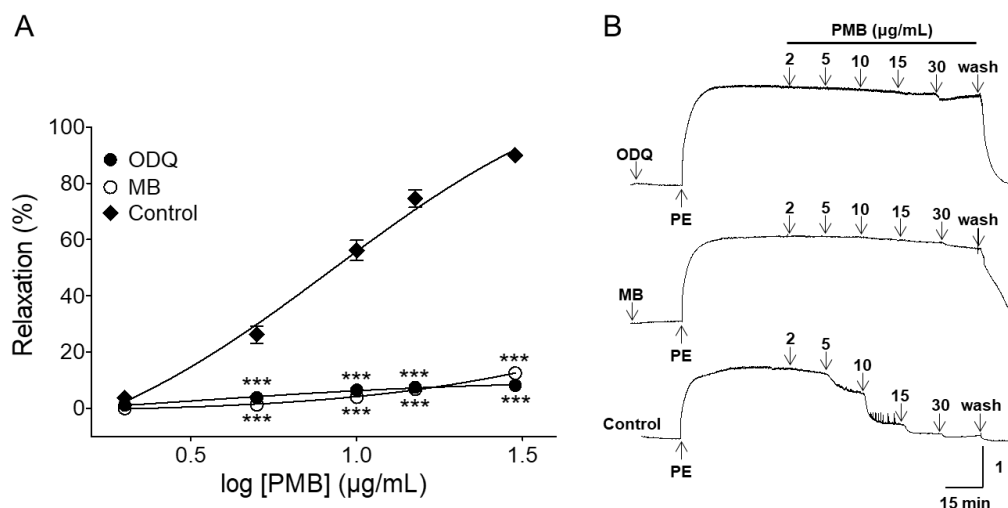 A
100
80
60
40
20
0
Relaxation (%)
ODQ
MB
Control
***
***
***
***
***
***
***
***
0.5
1.0
1.5
log [PMB] (µg/mL)
B
PMB (µg/mL)
2 5 10 15 30 wash
ODQ
PE
2 5 10 15 30 wash
MB
PE
2 5 10 15 30 wash
Control
PE
1
15 min